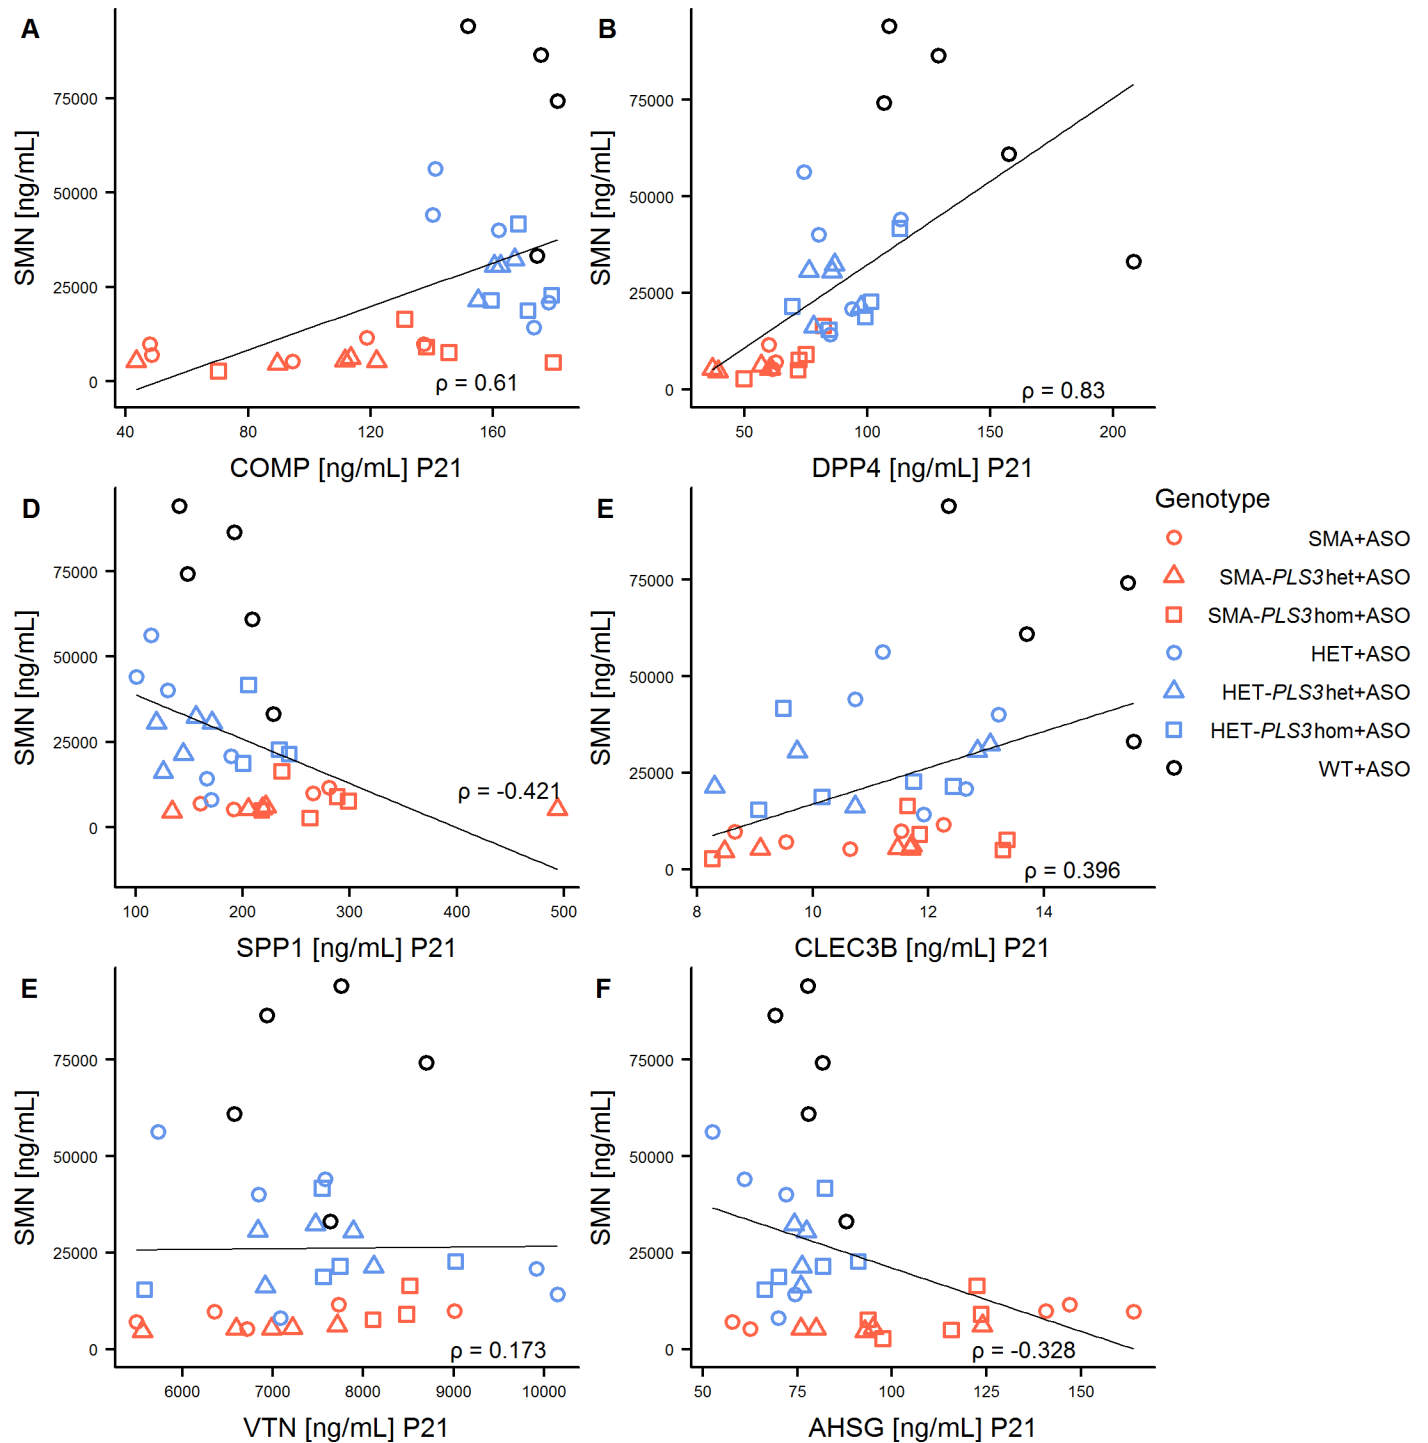 A
SMN [ng/mL]
75000
50000
25000
0
40 80 120 160
ρ = 0.61
COMP [ng/mL] P21
B
SMN [ng/mL]
75000
50000
25000
0
50 100 150 200
ρ = 0.83
DPP4 [ng/mL] P21
D
SMN [ng/mL]
75000
50000
25000
0
100 200 300 400 500
ρ = -0.421
SPP1 [ng/mL] P21
E
SMN [ng/mL]
75000
50000
25000
0
8 10 12 14
ρ = 0.396
CLEC3B [ng/mL] P21
Genotype
SMA+ASO
SMA-PLS3het+ASO
SMA-PLS3hom+ASO
HET+ASO
HET-PLS3het+ASO
HET-PLS3hom+ASO
WT+ASO
E
SMN [ng/mL]
75000
50000
25000
0
6000 7000 8000 9000 10000
ρ = 0.173
VTN [ng/mL] P21
F
SMN [ng/mL]
75000
50000
25000
0
50 75 100 125 150
ρ = -0.328
AHSG [ng/mL] P21